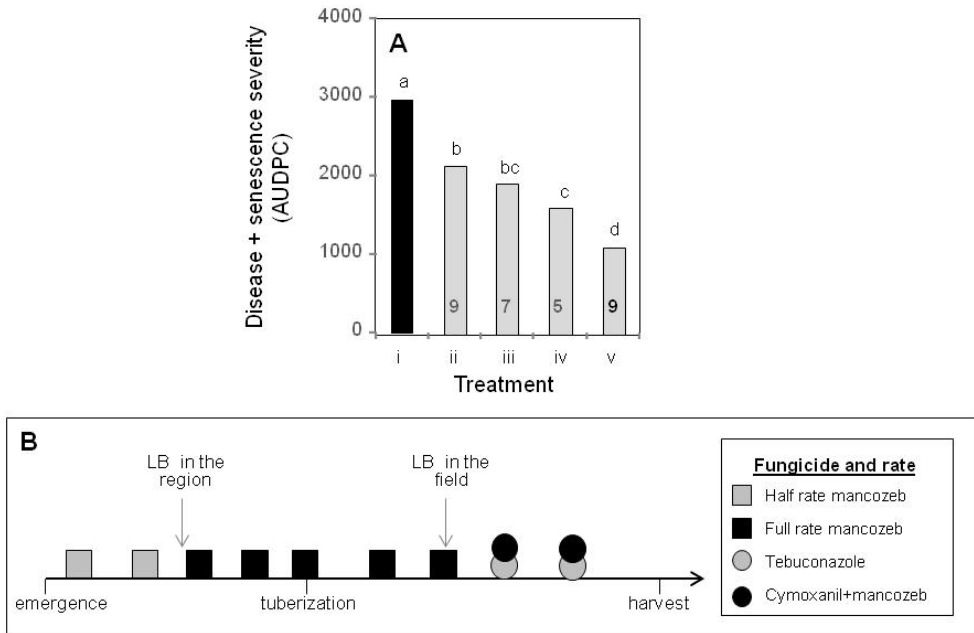 A
4000
3000
2000
1000
0
Disease + senescence severity
(AUDPC)
a
b
bc
c
d
9
7
5
9
i
ii
iii
iv
v
Treatment
B
LB in the
region
LB in the
field
emergence
tuberization
harvest
Fungicide and rate
Half rate mancozeb
Full rate mancozeb
Tebuconazole
Cymoxanil+mancozeb